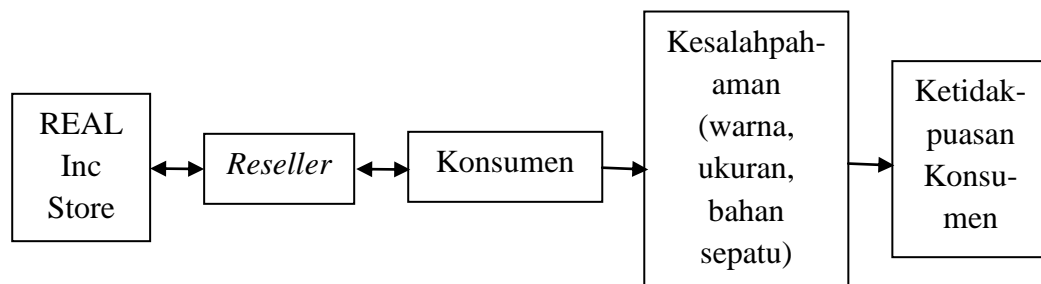 REAL
Inc
Store
Reseller
Konsumen
Kesalahpah-
aman
(warna,
ukuran,
bahan
sepatu)
Ketidak-
puasan
Konsu-
men